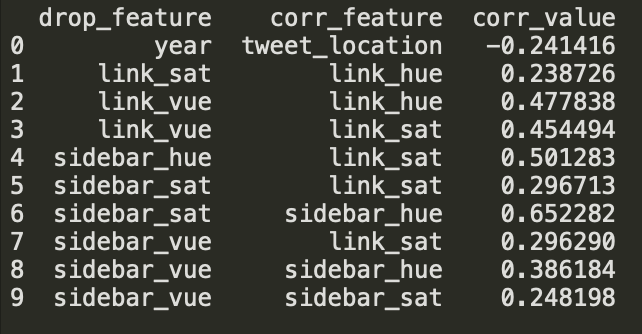 drop_feature corr_feature corr_value
0 year tweet_location -0.241416
1 link_sat link_hue 0.238726
2 link_vue link_hue 0.477838
3 link_vue link_sat 0.454494
4 sidebar_hue link_sat 0.501283
5 sidebar_sat link_sat 0.296713
6 sidebar_sat sidebar_hue 0.652282
7 sidebar_vue link_sat 0.296290
8 sidebar_vue sidebar_hue 0.386184
9 sidebar_vue sidebar_sat 0.248198